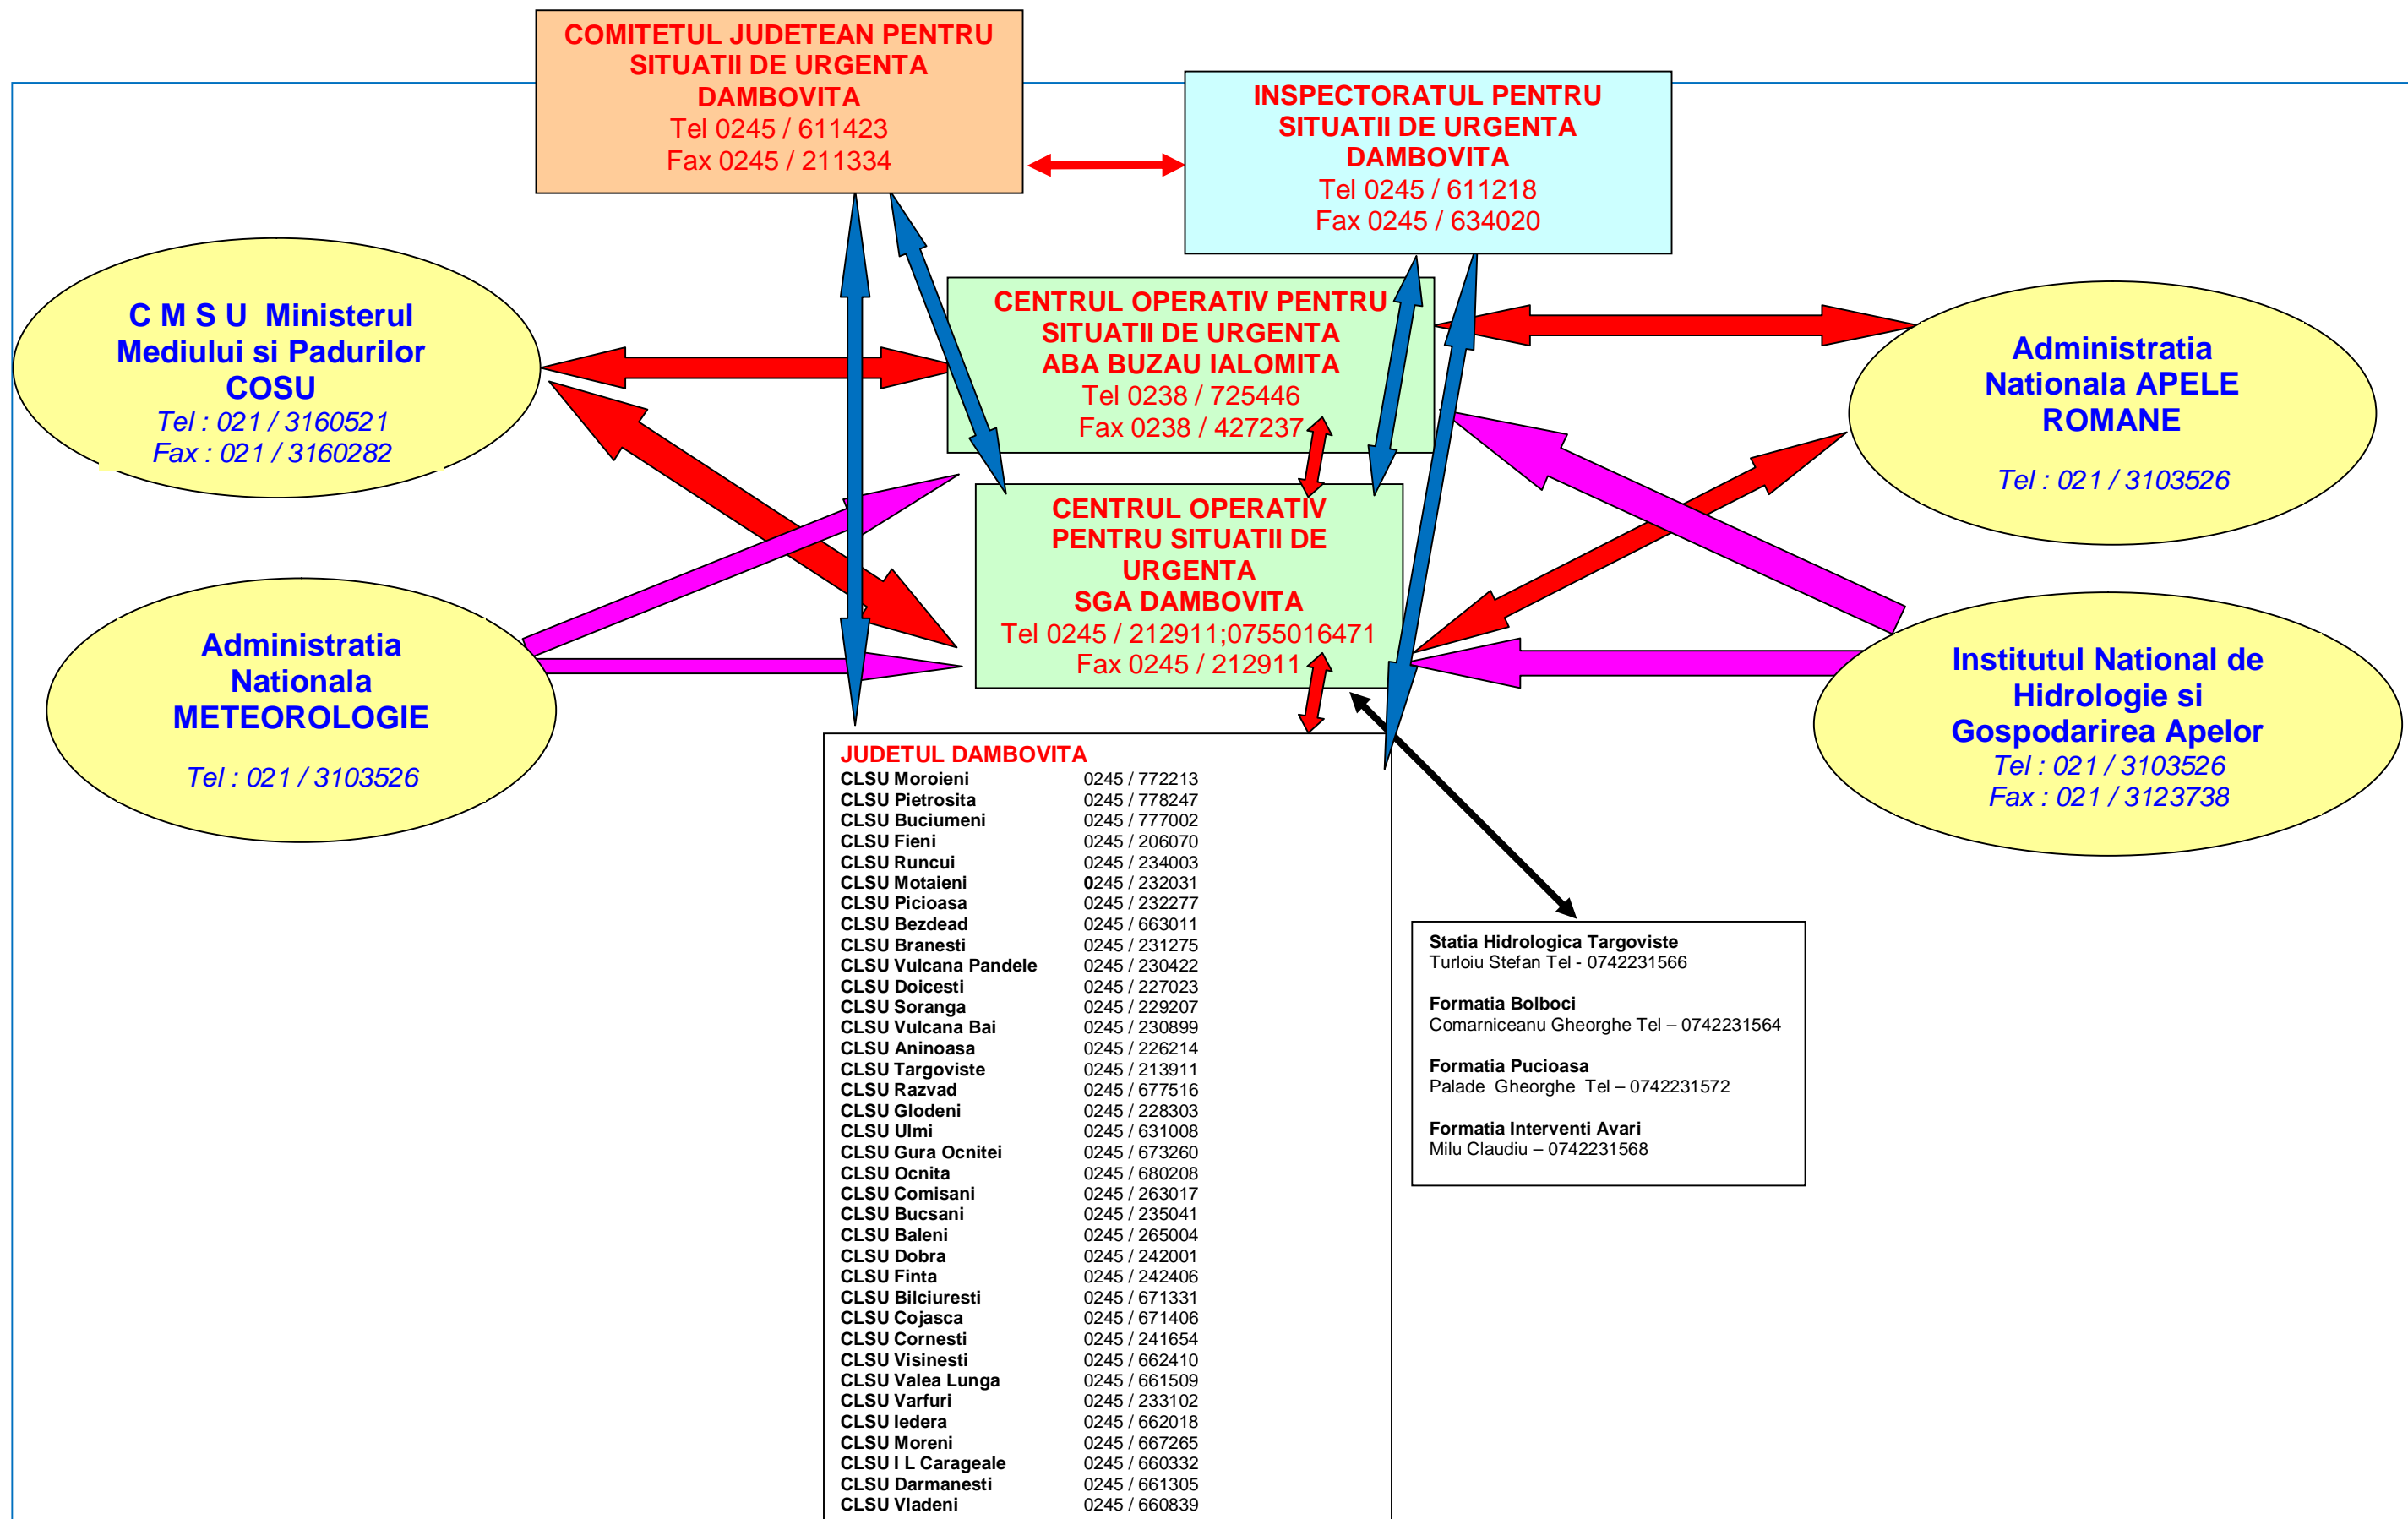 COMITETUL JUDETEAN PENTRU
SITUATII DE URGENTA
DAMBOVITA
Tel 0245 / 611423
Fax 0245 / 211334
INSPECTORATUL PENTRU
SITUATII DE URGENTA
DAMBOVITA
Tel 0245 / 611218
Fax 0245 / 634020
C M S U  Ministerul
Mediului si Padurilor
COSU
Tel : 021 / 3160521
Fax : 021 / 3160282
CENTRUL OPERATIV PENTRU
SITUATII DE URGENTA
ABA BUZAU IALOMITA
Tel 0238 / 725446
Fax 0238 / 427237
Administratia
Nationala APELE
ROMANE
Tel : 021 / 3103526
CENTRUL OPERATIV
PENTRU SITUATII DE
URGENTA
SGA DAMBOVITA
Tel 0245 / 212911;0755016471
Fax 0245 / 212911
Administratia
Nationala
METEOROLOGIE
Tel : 021 / 3103526
Institutul National de
Hidrologie si
Gospodarirea Apelor
Tel : 021 / 3103526
Fax : 021 / 3123738
JUDETUL DAMBOVITA
CLSU Moroieni 0245 / 772213
CLSU Pietrosita 0245 / 778247
CLSU Buciumeni 0245 / 777002
CLSU Fieni 0245 / 206070
CLSU Runcui 0245 / 234003
CLSU Motaieni 0245 / 232031
CLSU Picioasa 0245 / 232277
CLSU Bezdead 0245 / 663011
CLSU Branesti 0245 / 231275
CLSU Vulcana Pandele 0245 / 230422
CLSU Doicesti 0245 / 227023
CLSU Soranga 0245 / 229207
CLSU Vulcana Bai 0245 / 230899
CLSU Aninoasa 0245 / 226214
CLSU Targoviste 0245 / 213911
CLSU Razvad 0245 / 677516
CLSU Glodeni 0245 / 228303
CLSU Ulmi 0245 / 631008
CLSU Gura Ocnitei 0245 / 673260
CLSU Ocnita 0245 / 680208
CLSU Comisani 0245 / 263017
CLSU Bucsani 0245 / 235041
CLSU Baleni 0245 / 265004
CLSU Dobra 0245 / 242001
CLSU Finta 0245 / 242406
CLSU Bilciuresti 0245 / 671331
CLSU Cojasca 0245 / 671406
CLSU Cornesti 0245 / 241654
CLSU Visinesti 0245 / 662410
CLSU Valea Lunga 0245 / 661509
CLSU Varfuri 0245 / 233102
CLSU Iedera 0245 / 662018
CLSU Moreni 0245 / 667265
CLSU I L Carageale 0245 / 660332
CLSU Darmanesti 0245 / 661305
CLSU Vladeni 0245 / 660839
Statia Hidrologica Targoviste
Turloiu Stefan Tel - 0742231566
Formatia Bolboci
Comarniceanu Gheorghe Tel – 0742231564
Formatia Pucioasa
Palade  Gheorghe  Tel – 0742231572
Formatia Interventi Avari
Milu Claudiu – 0742231568